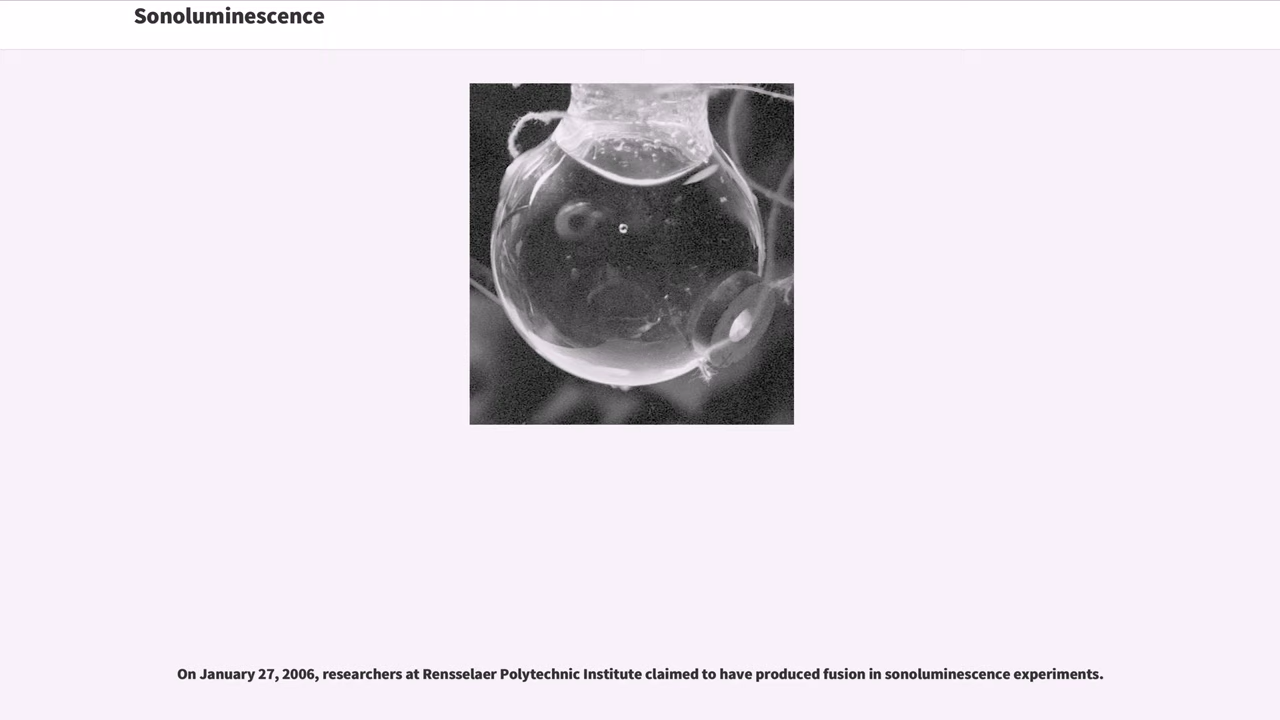 Sonoluminescence
On January 27, 2006, researchers at Rensselaer Polytechnic Institute claimed to have produced fusion in sonoluminescence experiments.